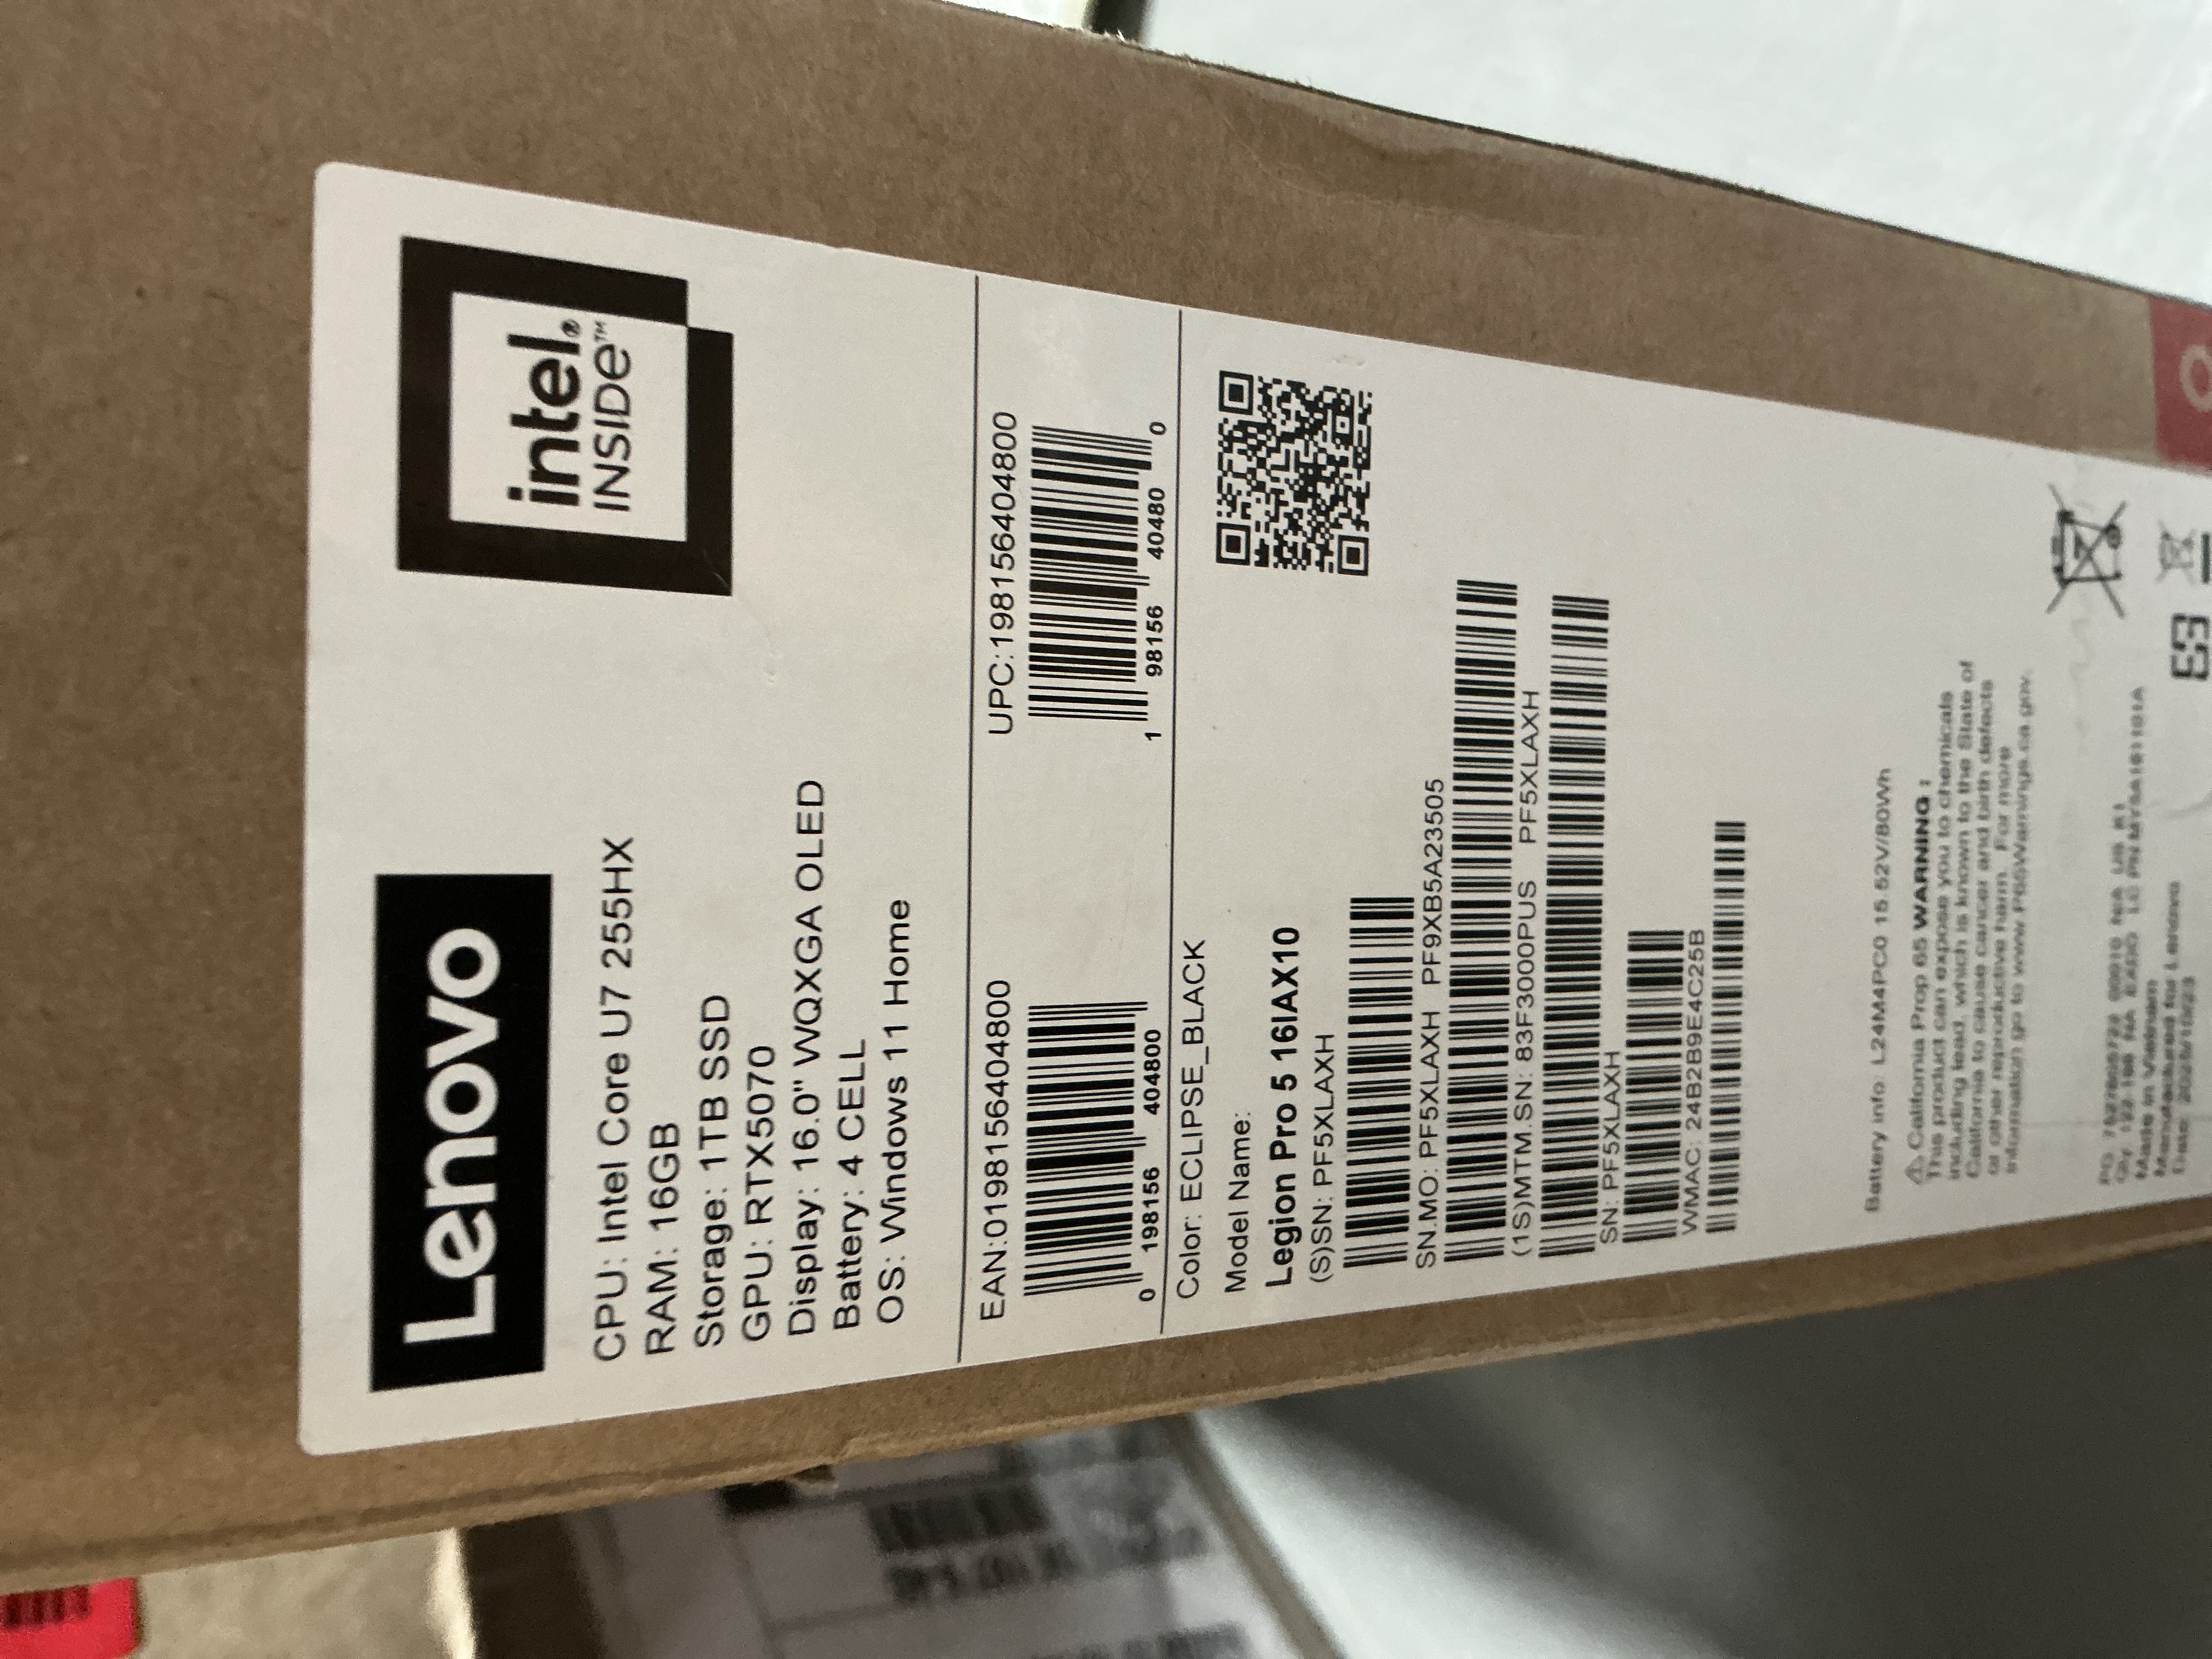 Lenovo
intel®
INSIDE™
CPU: Intel Core U7 255HX
RAM: 16GB
Storage: 1TB SSD
GPU: RTX5070
Display: 16.0" WQXGA OLED
Battery: 4 CELL
OS: Windows 11 Home
EAN:0198156404800
0 198156 404800
UPC:198156404800
1 98156 40480 0
Color: ECLIPSE_BLACK
Model Name:
Legion Pro 5 16IAX10
(S)SN: PF5XLAXH
SN.MO: PF5XLAXH PF9XB5A23505
(1S)MTM.SN: 83F3000PUS PF5XLAXH
SN: PF5XLAXH
WMAC: 24B2B9E4C25B
Battery info: L24M4PC0 15.52V/80Wh
⚠California Prop 65 WARNING :
This product can expose you to chemicals
including lead, which is known to the State of
California to cause cancer and birth defects
or other reproductive harm. For more
information go to www.P65Warnings.ca.gov.
Made in Vietnam
Manufactured for Lenovo